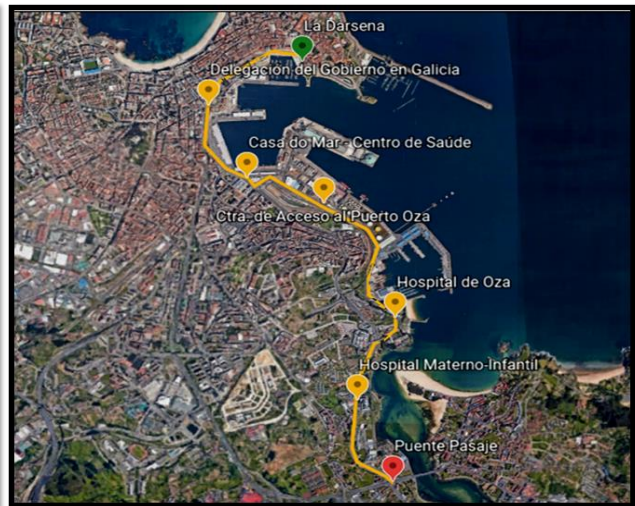 La Darsena
Delegación del Gobierno en Galicia
Casa do Mar - Centro de Saúde
Ctra. de Acceso al Puerto Oza
Hospital de Oza
Hospital Materno-Infantil
Puente Pasaje